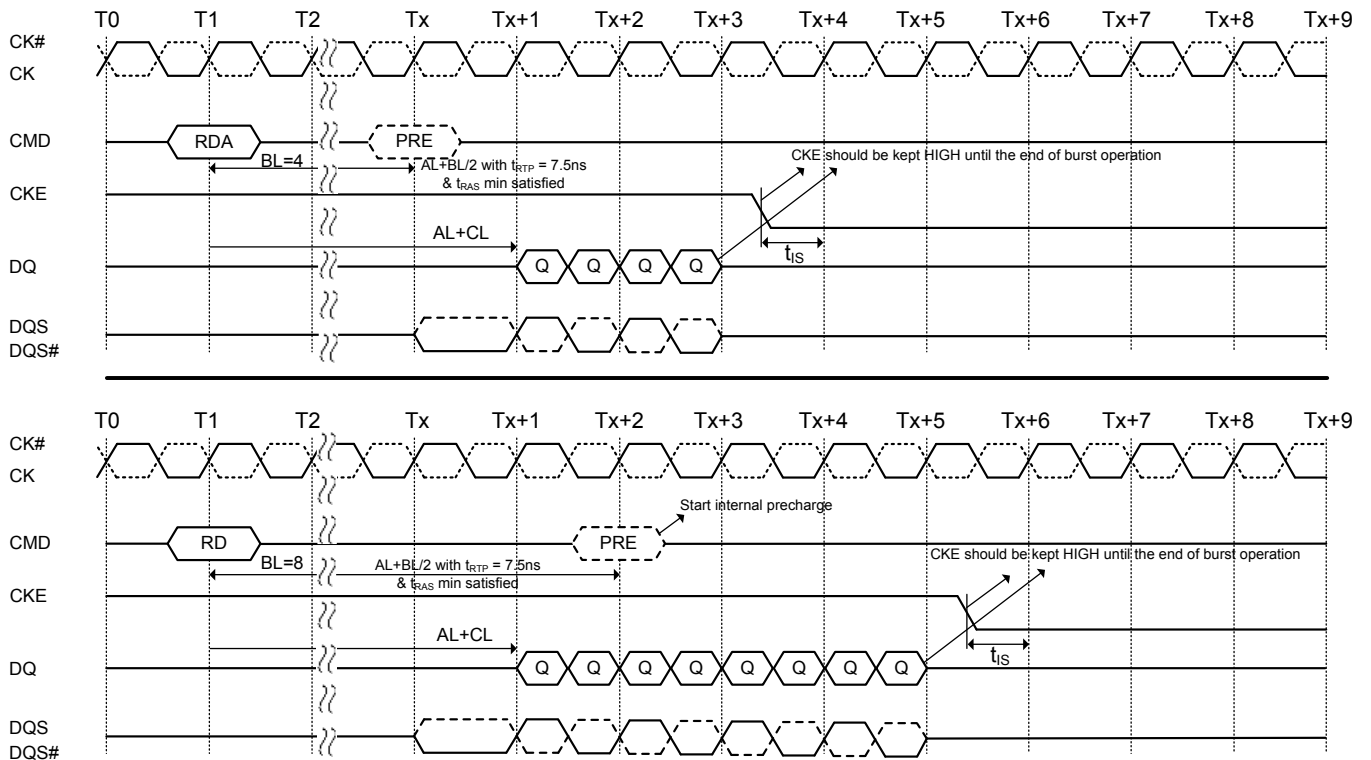 T0 T1 T2 Tx Tx+1 Tx+2 Tx+3 Tx+4 Tx+5 Tx+6 Tx+7 Tx+8 Tx+9
CK#
CK
CMD RDA PRE
BL=4 AL+BL/2 with tRTP = 7.5ns
& tRAS min satisfied
CKE should be kept HIGH until the end of burst operation
CKE
AL+CL
tIS
DQ Q Q Q Q
DQS
DQS#
T0 T1 T2 Tx Tx+1 Tx+2 Tx+3 Tx+4 Tx+5 Tx+6 Tx+7 Tx+8 Tx+9
CK#
CK
Start internal precharge
CMD RD PRE
CKE should be kept HIGH until the end of burst operation
BL=8 AL+BL/2 with tRTP = 7.5ns
& tRAS min satisfied
CKE
AL+CL
tIS
DQ Q Q Q Q Q Q Q Q
DQS
DQS#